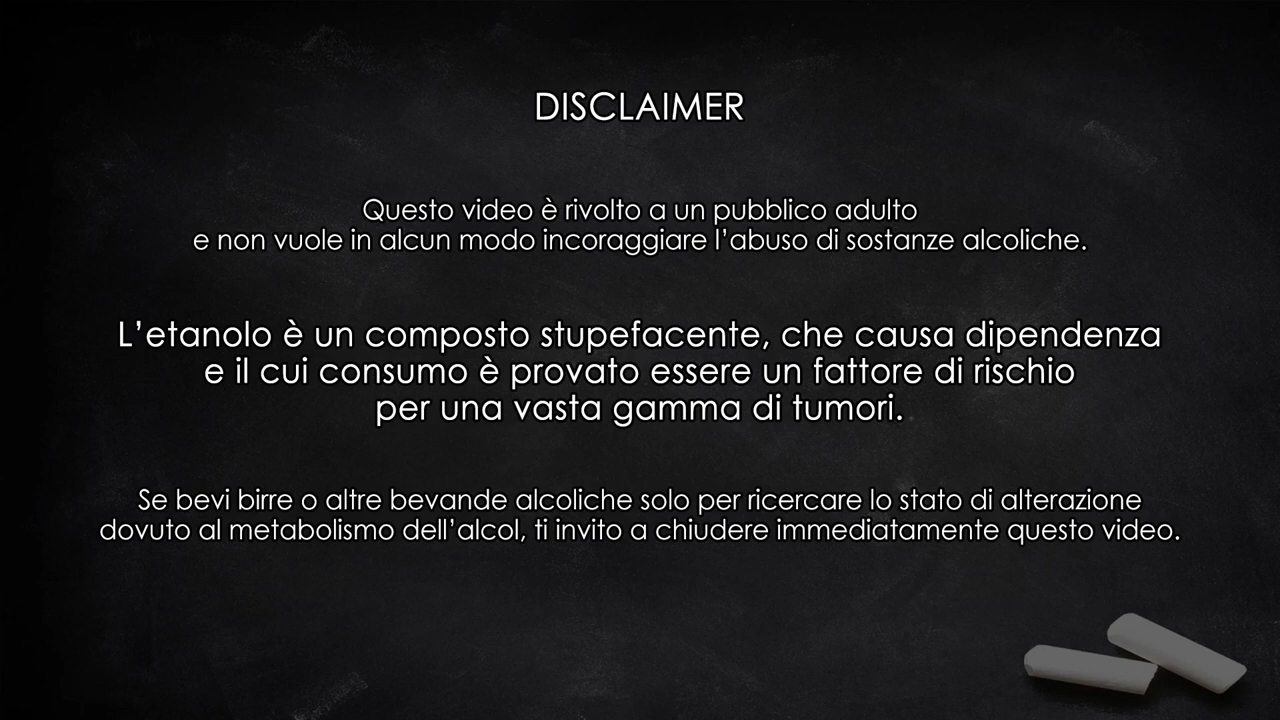 DISCLAIMER
Questo video è rivolto a un pubblico adulto
e non vuole in alcun modo incoraggiare l’abuso di sostanze alcoliche.
L’etanolo è un composto stupefacente, che causa dipendenza
e il cui consumo è provato essere un fattore di rischio
per una vasta gamma di tumori.
Se bevi birre o altre bevande alcoliche solo per ricercare lo stato di alterazione
dovuto al metabolismo dell’alcol, ti invito a chiudere immediatamente questo video.